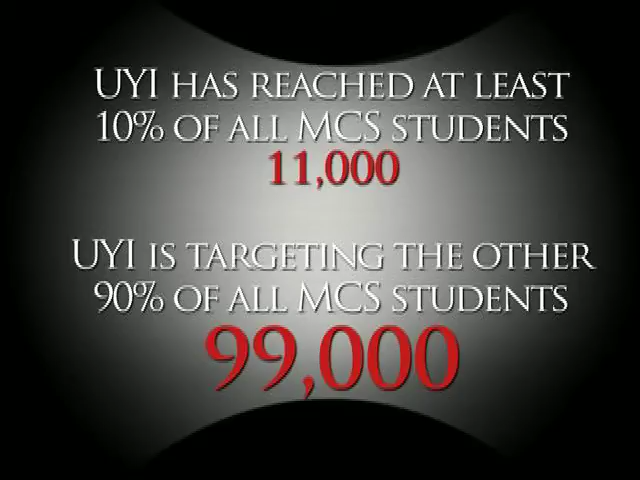 UYI HAS REACHED AT LEAST
10% OF ALL MCS STUDENTS
11,000
UYI IS TARGETING THE OTHER
90% OF ALL MCS STUDENTS
99,000